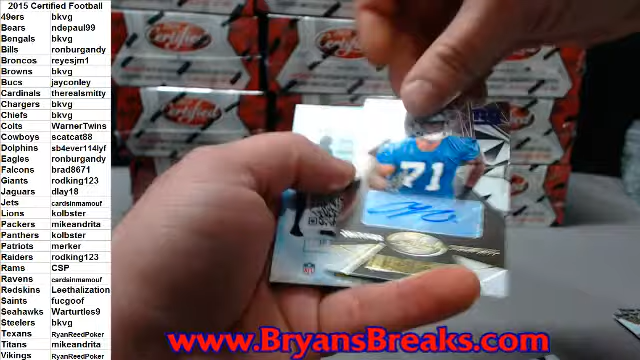 2015 Certified Football
49ers bkvg
Bears ndepaul99
Bengals bkvg
Bills ronburgandy
Broncos reyesjm1
Browns bkvg
Bucs jayconley
Cardinals therealsmitty
Chargers bkvg
Chiefs bkvg
Colts WarnerTwins
Cowboys scatcat88
Dolphins sb4ever114lyf
Eagles ronburgandy
Falcons brad8671
Giants rodking123
Jaguars dlay18
Jets cardsinmamouf
Lions kolbster
Packers mikeandrita
Panthers kolbster
Patriots merker
Raiders rodking123
Rams CSP
Ravens cardsinmamouf
Redskins Leethalization
Saints fucgoof
Seahawks Warturtles9
Steelers bkvg
Texans RyanReedPoker
Titans mikeandrita
Vikings RyanReedPoker
Certified
71
NFL
www.BryansBreaks.com